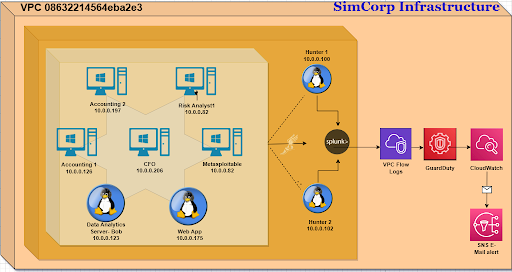 VPC 08632214564eba2e3
SimCorp Infrastructure
Accounting 2
10.0.0.197
Risk Analyst1
10.0.0.82
Hunter 1
10.0.0.100
Accounting 1
10.0.0.126
CFO
10.0.0.206
Metasploitable
10.0.0.82
splunk>
VPC Flow
Logs
GuardDuty
CloudWatch
Data Analytics
Server- Bob
10.0.0.123
Web App
10.0.0.175
Hunter 2
10.0.0.102
SNS E-
Mail alert